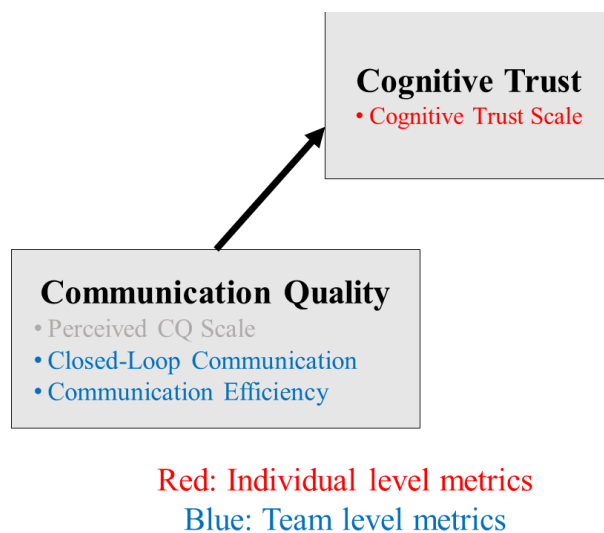 Cognitive Trust
• Cognitive Trust Scale
Communication Quality
• Perceived CQ Scale
• Closed-Loop Communication
• Communication Efficiency
Red: Individual level metrics
Blue: Team level metrics